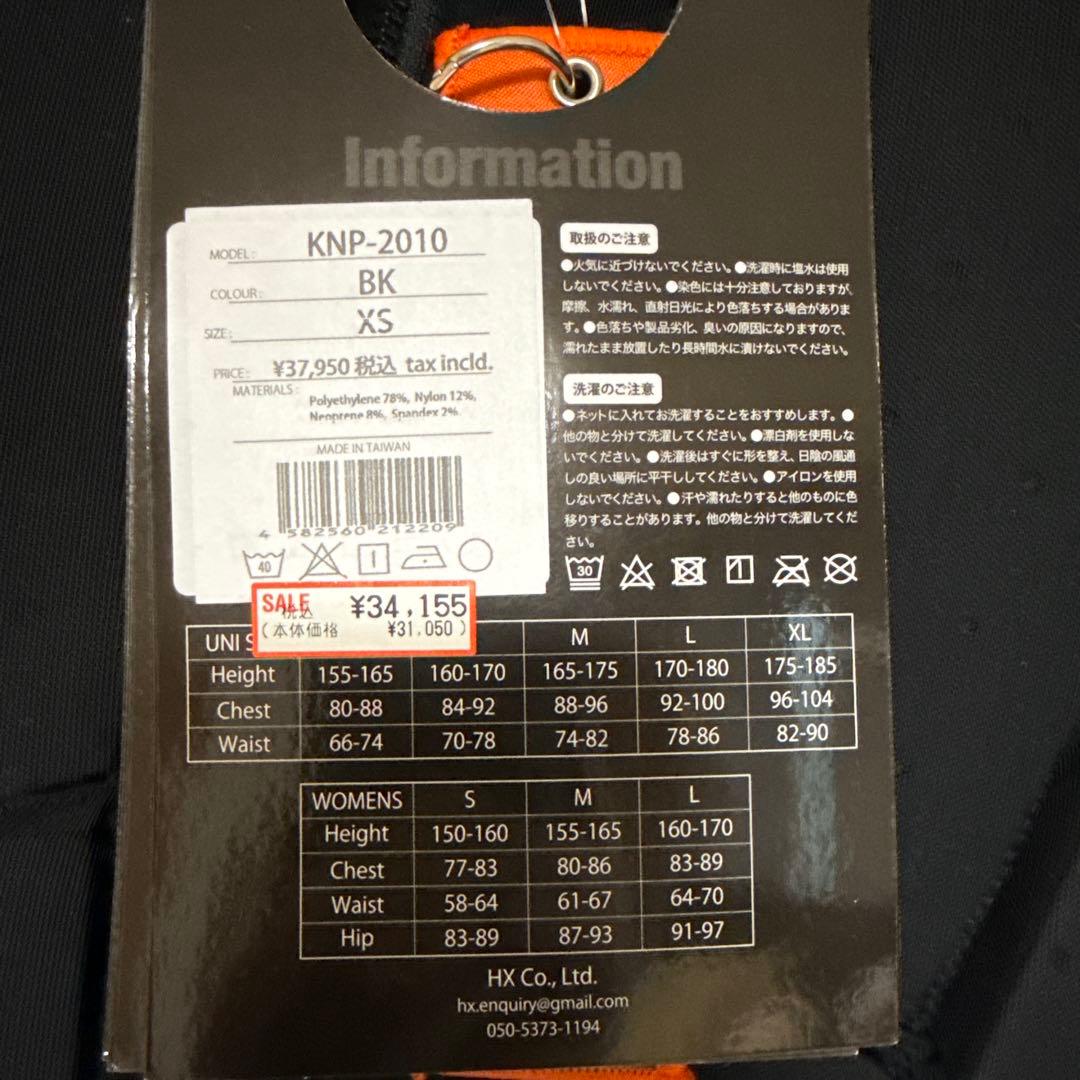 Information
MODEL: KNP-2010
COLOUR: BK
SIZE: XS
PRICE: ¥37,950 税込 tax incld.
MATERIALS: Polyethylene 78%, Nylon 12%,
Neoprene 8%, Spandex 2%
MADE IN TAIWAN
4 582560 212209
40
SALE
税込 ¥34,155
(本体価格 ¥31,050)
取扱のご注意
●火気に近づけないでください。●洗濯時に塩水は使用
しないでください。●染色には十分注意しておりますが、
摩擦、水濡れ、直射日光により色落ちする場合がありま
す。●色落ちや製品劣化、臭いの原因になりますので、
濡れたまま放置したり長時間水に漬けないでください。
洗濯のご注意
●ネットに入れてお洗濯することをおすすめします。●
他の物と分けて洗濯してください。●漂白剤を使用しな
いでください。●洗濯後はすぐに形を整え、日陰の風通
しの良い場所に平干ししてください。●アイロンを使用
しないでください。●汗や濡れたりすると他のものに色
移りすることがあります。他の物と分けて洗濯してくだ
さい。
30
UNI S M L XL
Height 155-165 160-170 165-175 170-180 175-185
Chest 80-88 84-92 88-96 92-100 96-104
Waist 66-74 70-78 74-82 78-86 82-90
WOMENS S M L
Height 150-160 155-165 160-170
Chest 77-83 80-86 83-89
Waist 58-64 61-67 64-70
Hip 83-89 87-93 91-97
HX Co., Ltd.
hx.enquiry@gmail.com
050-5373-1194